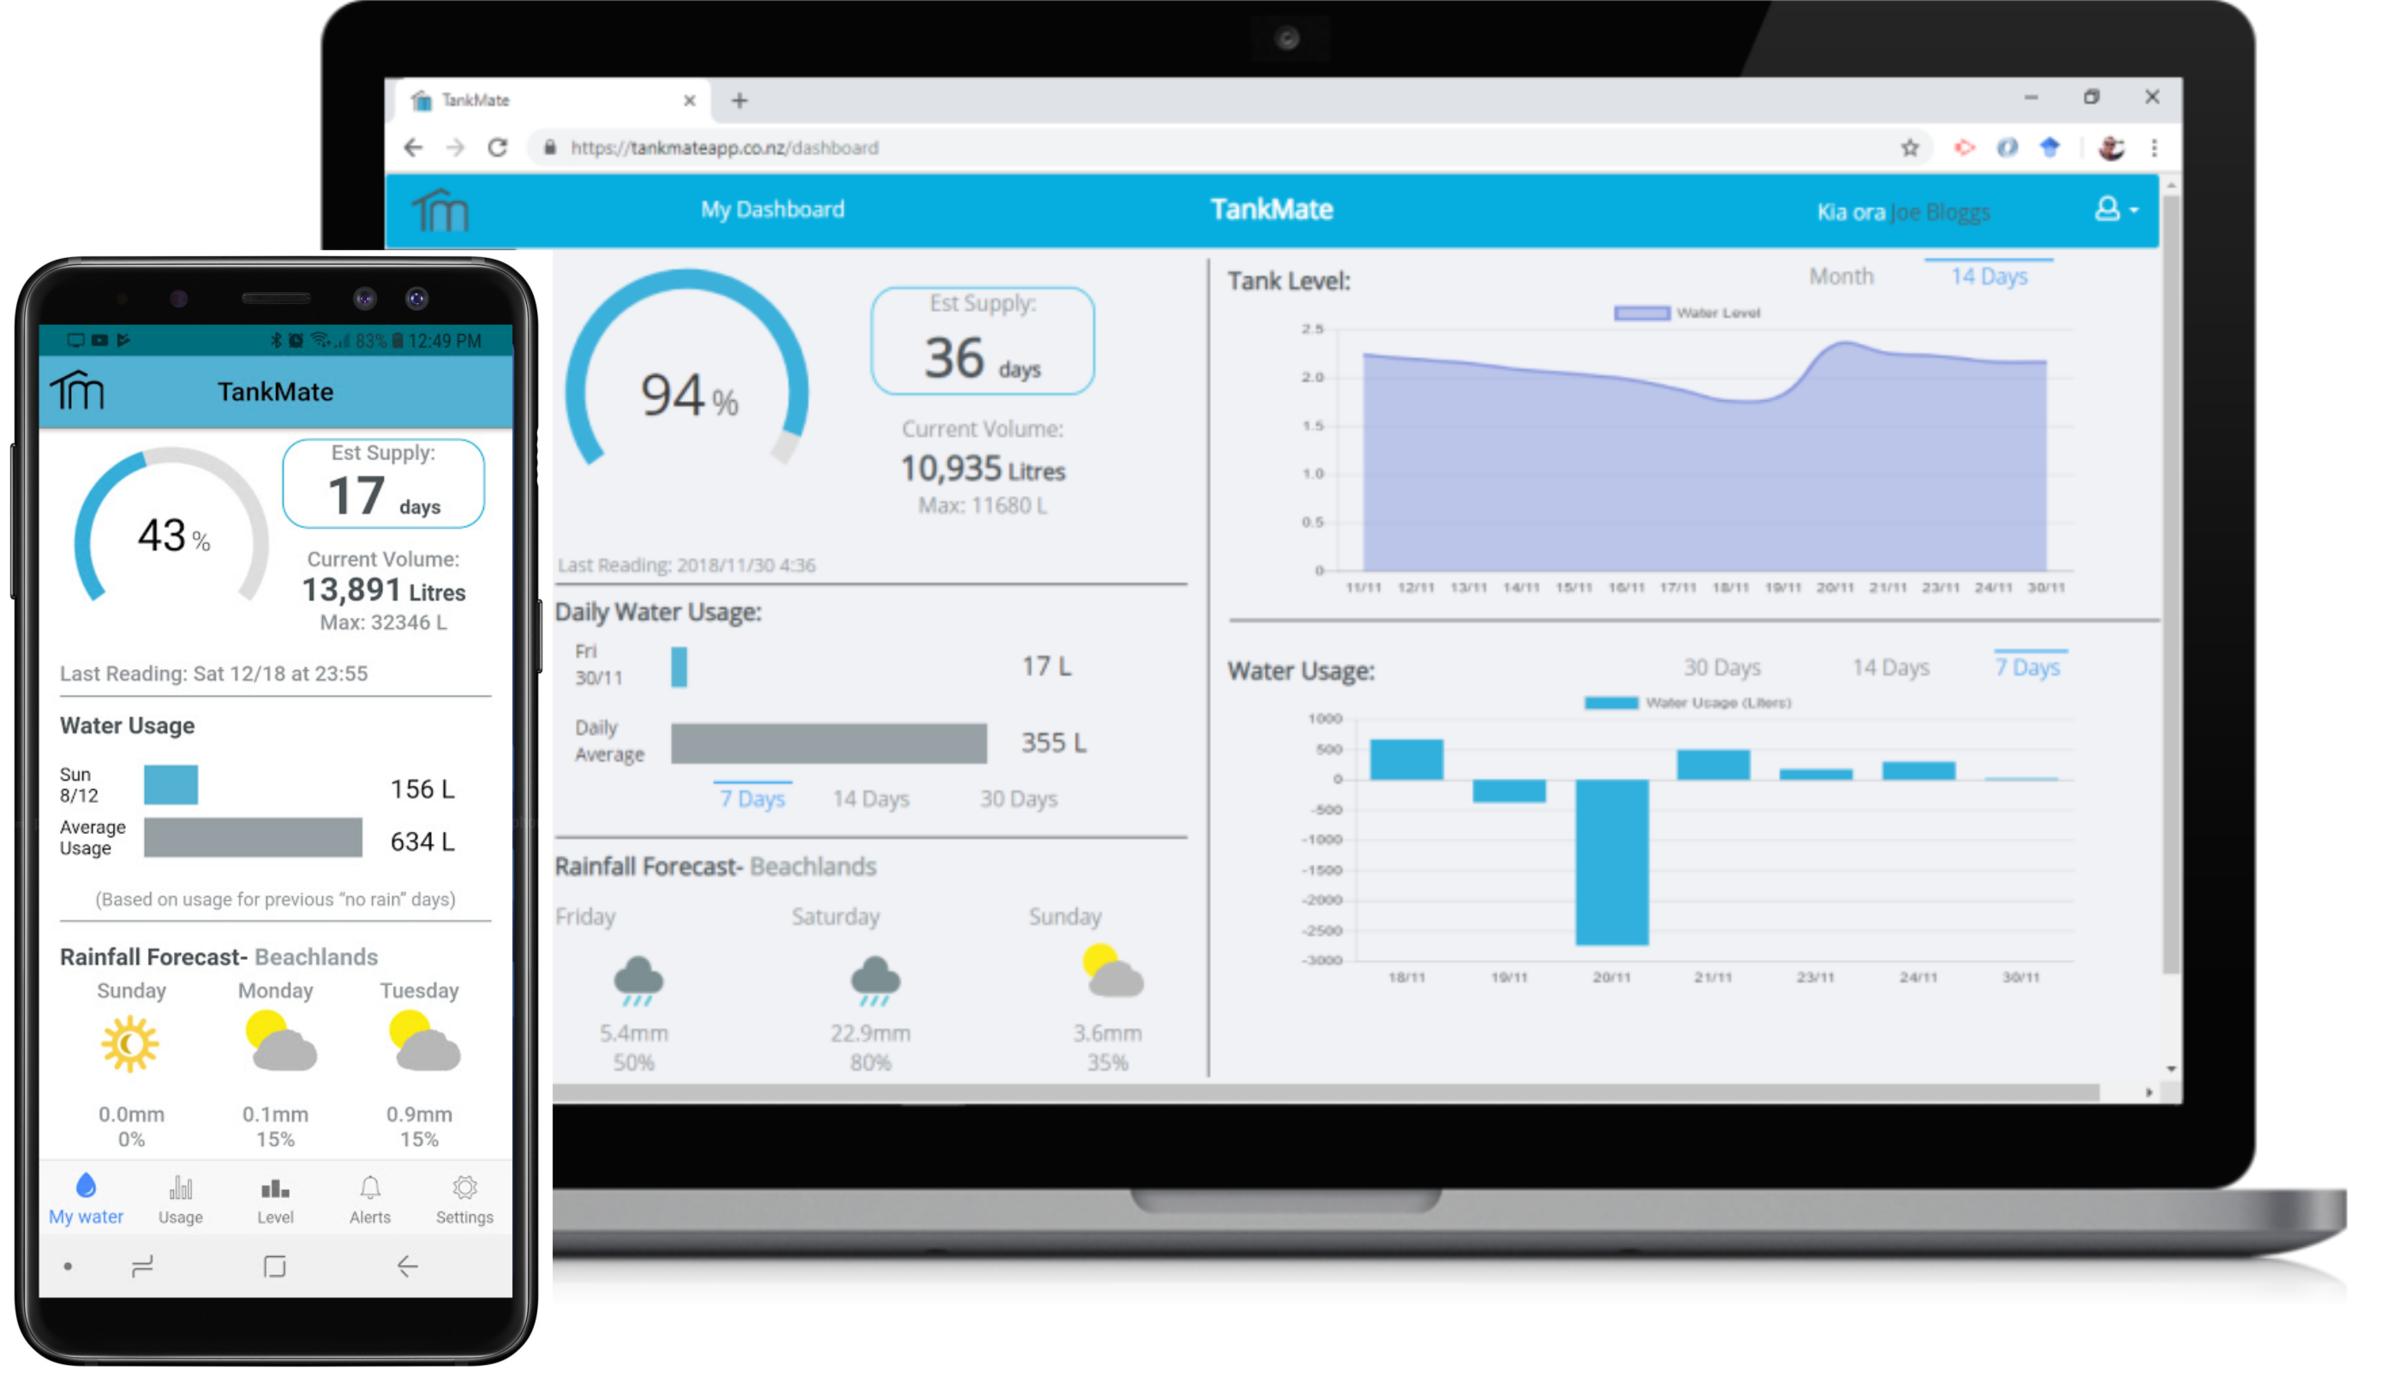 TankMate
https://tankmateapp.co.nz/dashboard
My Dashboard
TankMate
Kia ora Joe Bloggs
94 %
Est Supply:
36 days
Current Volume:
10,935 Litres
Max: 11680 L
Last Reading: 2018/11/30 4:36
Daily Water Usage:
Fri
30/11
17 L
Daily
Average
355 L
7 Days 14 Days 30 Days
Rainfall Forecast- Beachlands
Friday Saturday Sunday
5.4mm 22.9mm 3.6mm
50% 80% 35%
Tank Level:
Month 14 Days
Water Level
2.5
2.0
1.5
1.0
0.5
0
11/11 12/11 13/11 14/11 15/11 16/11 17/11 18/11 19/11 20/11 21/11 23/11 24/11 30/11
Water Usage:
30 Days 14 Days 7 Days
Water Usage (Liters)
1000
500
0
-500
-1000
-1500
-2000
-2500
-3000
18/11 19/11 20/11 21/11 23/11 24/11 30/11
83% 12:49 PM
TankMate
43 %
Est Supply:
17 days
Current Volume:
13,891 Litres
Max: 32346 L
Last Reading: Sat 12/18 at 23:55
Water Usage
Sun
8/12
156 L
Average
Usage
634 L
(Based on usage for previous "no rain" days)
Rainfall Forecast- Beachlands
Sunday Monday Tuesday
0.0mm 0.1mm 0.9mm
0% 15% 15%
My water Usage Level Alerts Settings